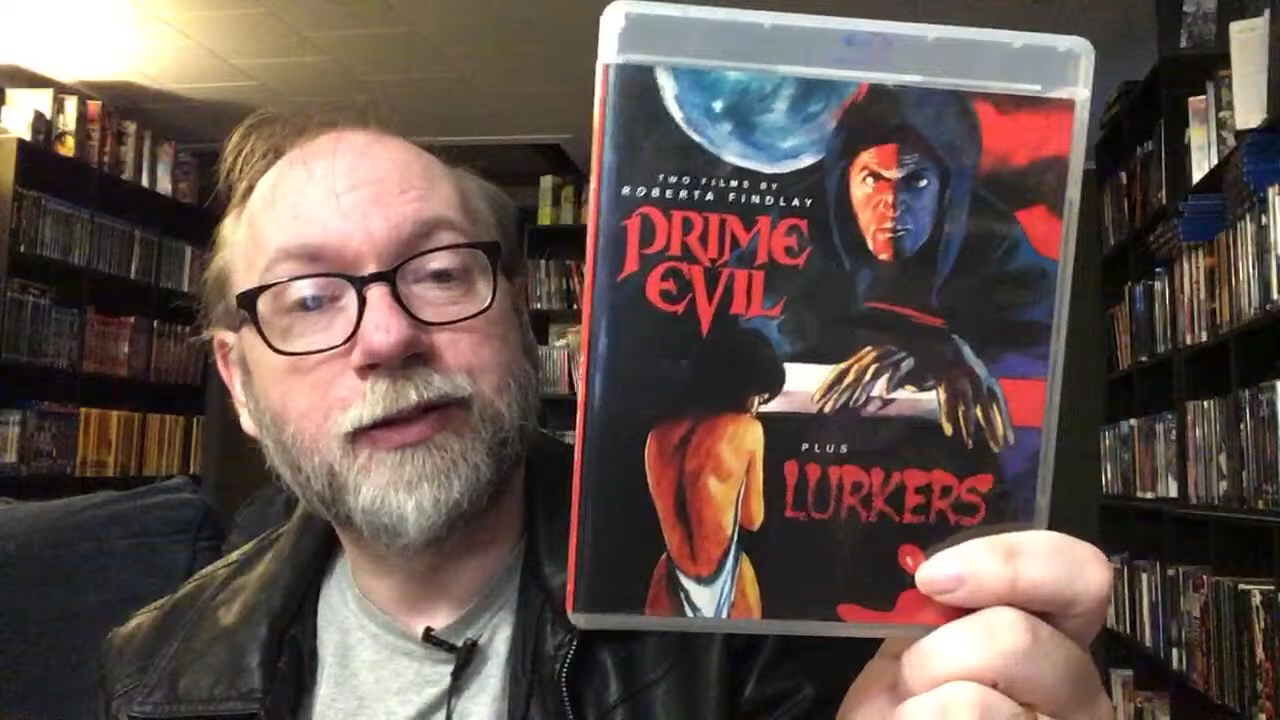 TWO FILMS BY
ROBERTA FINDLAY
PRIME
EVIL
PLUS
LURKERS